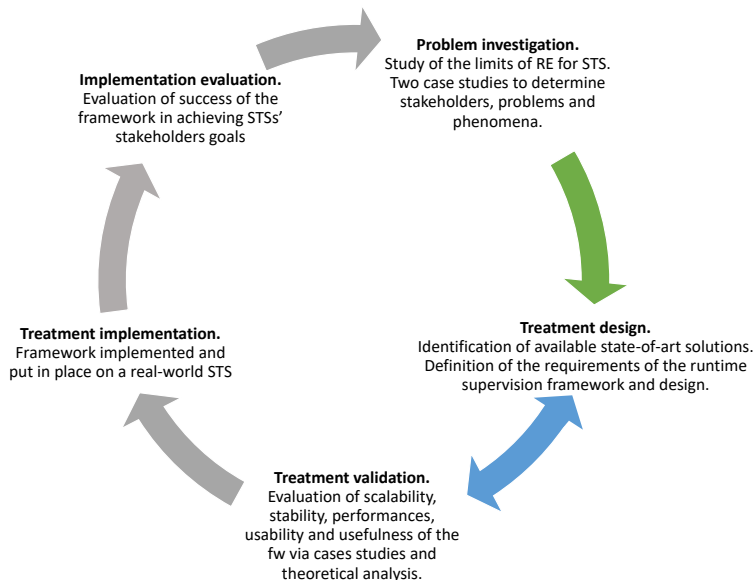 Problem investigation.
Study of the limits of RE for STS.
Two case studies to determine
stakeholders, problems and
phenomena.
Treatment design.
Identification of available state-of-art solutions.
Definition of the requirements of the runtime
supervision framework and design.
Treatment validation.
Evaluation of scalability,
stability, performances,
usability and usefulness of the
fw via cases studies and
theoretical analysis.
Treatment implementation.
Framework implemented and
put in place on a real-world STS
Implementation evaluation.
Evaluation of success of the
framework in achieving STSs’
stakeholders goals